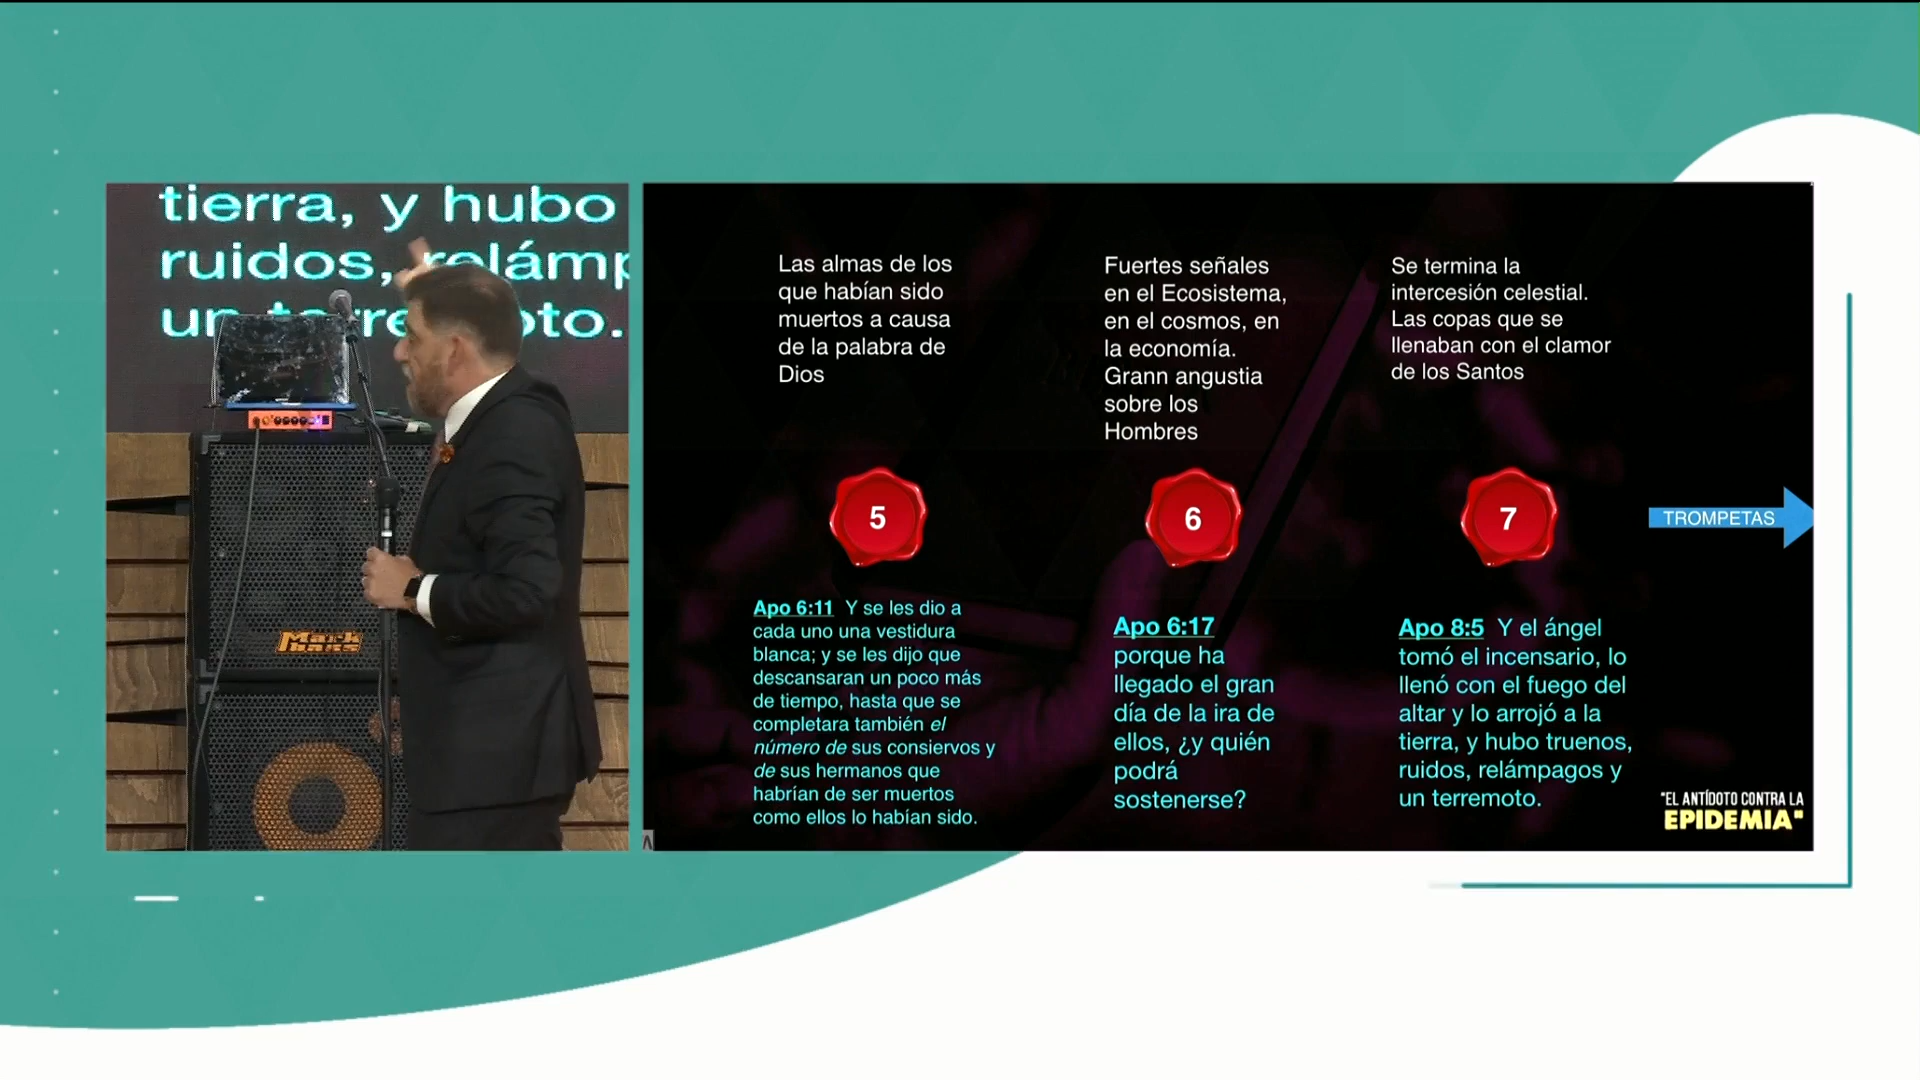 tierra, y hubo
ruidos, relámp
un terremoto.
Mark
bass
Las almas de los
que habían sido
muertos a causa
de la palabra de
Dios
5
Apo 6:11 Y se les dio a
cada uno una vestidura
blanca; y se les dijo que
descansaran un poco más
de tiempo, hasta que se
completara también el
número de sus consiervos y
de sus hermanos que
habrían de ser muertos
como ellos lo habían sido.
Fuertes señales
en el Ecosistema,
en el cosmos, en
la economía.
Grann angustia
sobre los
Hombres
6
Apo 6:17
porque ha
llegado el gran
día de la ira de
ellos, ¿y quién
podrá
sostenerse?
Se termina la
intercesión celestial.
Las copas que se
llenaban con el clamor
de los Santos
7
Apo 8:5 Y el ángel
tomó el incensario, lo
llenó con el fuego del
altar y lo arrojó a la
tierra, y hubo truenos,
ruidos, relámpagos y
un terremoto.
TROMPETAS
"EL ANTÍDOTO CONTRA LA
EPIDEMIA"